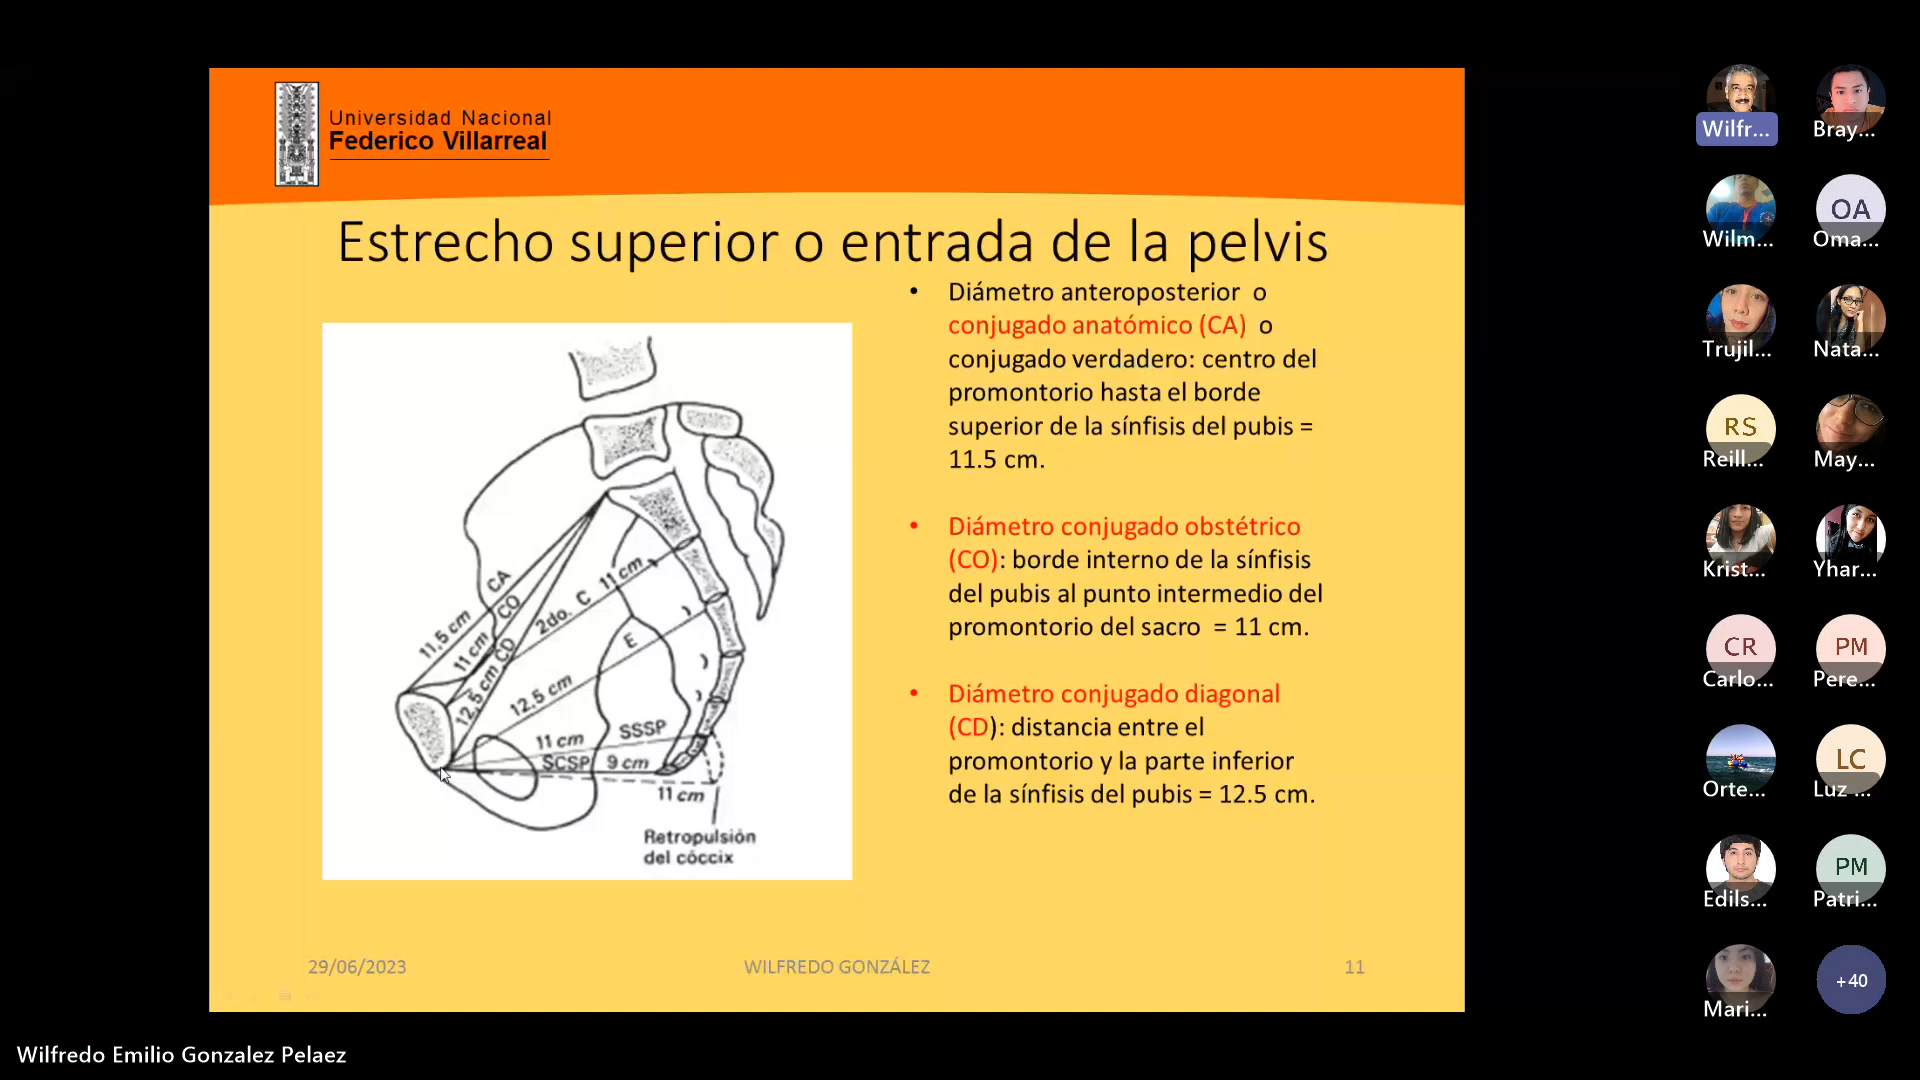 Universidad Nacional
Federico Villarreal
Estrecho superior o entrada de la pelvis
• Diámetro anteroposterior o
conjugado anatómico (CA) o
conjugado verdadero: centro del
promontorio hasta el borde
superior de la sínfisis del pubis =
11.5 cm.
• Diámetro conjugado obstétrico
(CO): borde interno de la sínfisis
del pubis al punto intermedio del
promontorio del sacro = 11 cm.
• Diámetro conjugado diagonal
(CD): distancia entre el
promontorio y la parte inferior
de la sínfisis del pubis = 12.5 cm.
CA
11,5 cm
CO
11 cm
CD
12,5 cm
2do. C 11 cm
E
12.5 cm
SSSP
11 cm
SCSP 9 cm
11 cm
Retropulsión
del cóccix
29/06/2023
WILFREDO GONZÁLEZ
11
Wilfr...
Bray...
Wilm...
OA
Oma...
Trujil...
Nata...
RS
Reill...
May...
Krist...
Yhar...
CR
Carlo...
PM
Pere...
Orte...
LC
Luz ...
Edils...
PM
Patri...
Mari...
+40
Wilfredo Emilio Gonzalez Pelaez